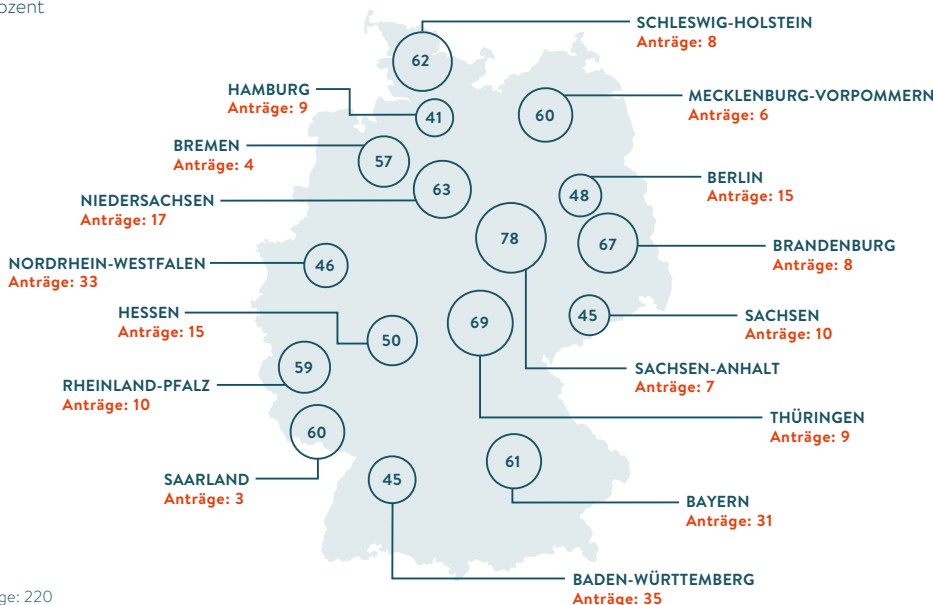 SCHLESWIG-HOLSTEIN
Anträge: 8
62
HAMBURG
Anträge: 9
41
MECKLENBURG-VORPOMMERN
Anträge: 6
60
BREMEN
Anträge: 4
57
NIEDERSACHSEN
Anträge: 17
63
BERLIN
Anträge: 15
48
78
67
BRANDENBURG
Anträge: 8
NORDRHEIN-WESTFALEN
Anträge: 33
46
HESSEN
Anträge: 15
50
69
45
SACHSEN
Anträge: 10
59
RHEINLAND-PFALZ
Anträge: 10
SACHSEN-ANHALT
Anträge: 7
THÜRINGEN
Anträge: 9
60
SAARLAND
Anträge: 3
45
61
BAYERN
Anträge: 31
BADEN-WÜRTTEMBERG
Anträge: 35
220